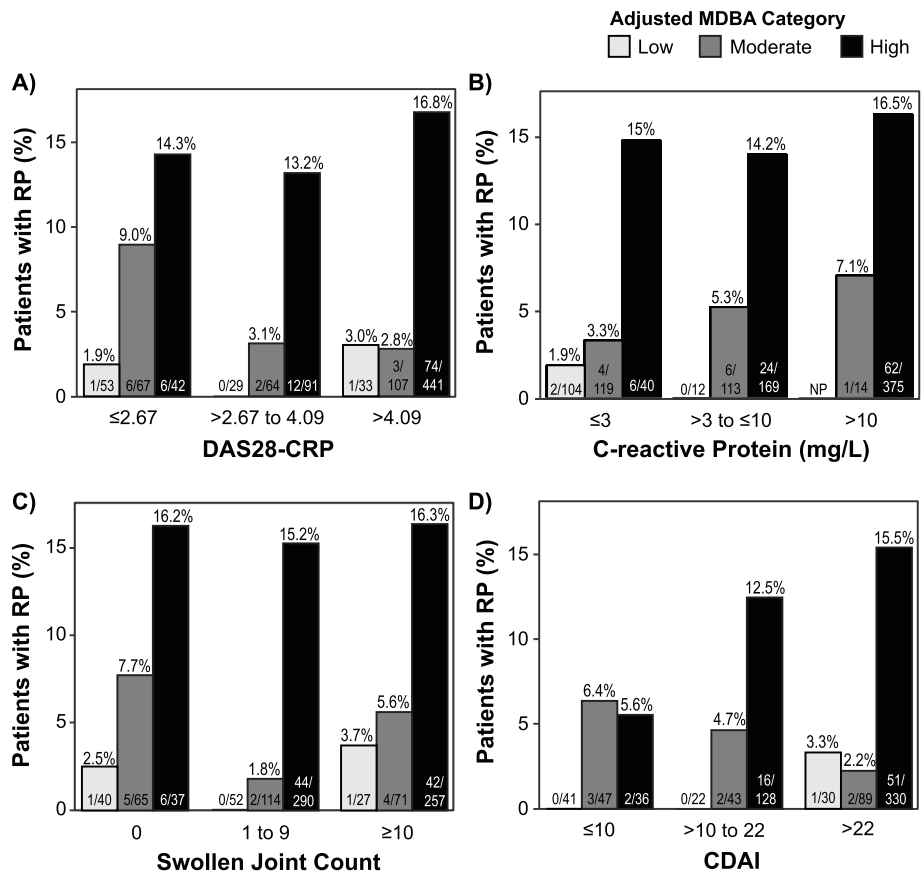 Adjusted MDBA Category
Low Moderate High
A)
Patients with RP (%)
15
10
5
0
1.9% 9.0% 14.3% 3.1% 13.2% 3.0% 2.8% 16.8%
1/53 6/67 6/42 0/29 2/64 12/91 1/33 3/107 74/441
≤2.67 >2.67 to 4.09 >4.09
DAS28-CRP
B)
Patients with RP (%)
15
10
5
0
1.9% 3.3% 15% 5.3% 14.2% 7.1% 16.5%
2/104 4/119 6/40 0/12 6/113 24/169 NP 1/14 62/375
≤3 >3 to ≤10 >10
C-reactive Protein (mg/L)
C)
Patients with RP (%)
15
10
5
0
2.5% 7.7% 16.2% 1.8% 15.2% 3.7% 5.6% 16.3%
1/40 5/65 6/37 0/52 2/114 44/290 1/27 4/71 42/257
0 1 to 9 ≥10
Swollen Joint Count
D)
Patients with RP (%)
15
10
5
0
6.4% 5.6% 4.7% 12.5% 3.3% 2.2% 15.5%
0/41 3/47 2/36 0/22 2/43 16/128 1/30 2/89 51/330
≤10 >10 to 22 >22
CDAI